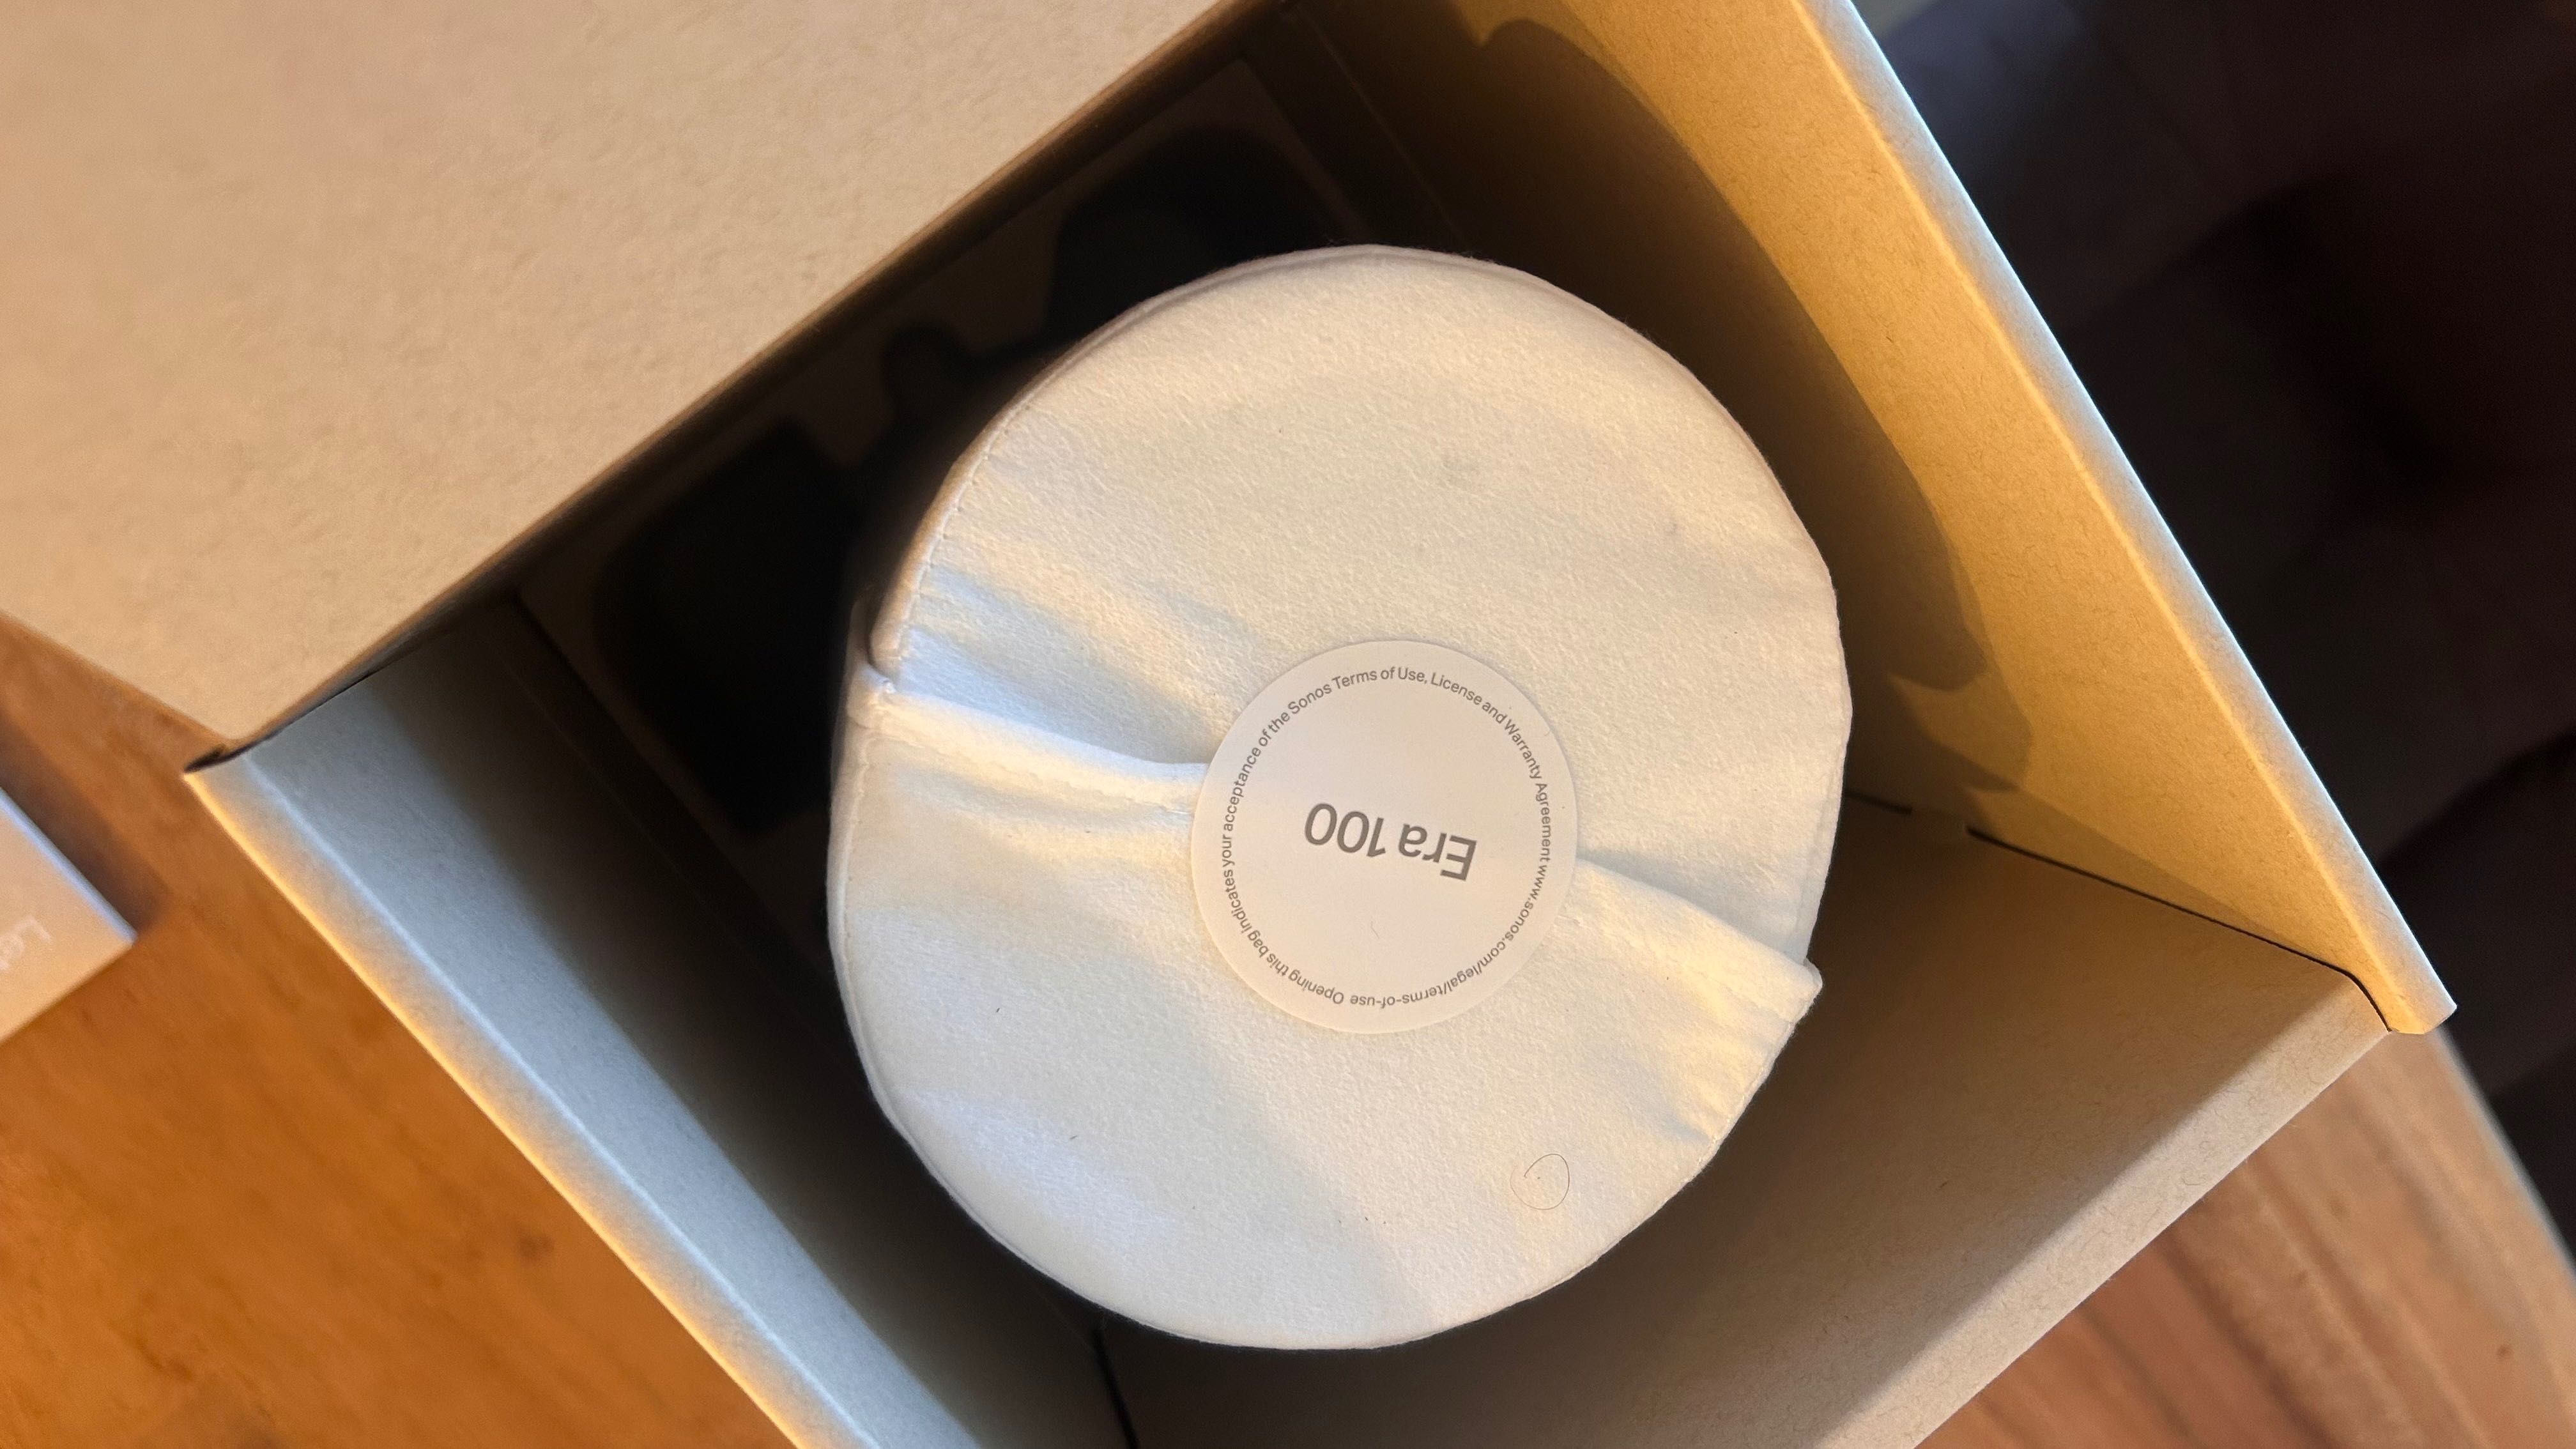 Era 100
Opening this bag indicates your acceptance of the Sonos Terms of Use, License and Warranty Agreement www.sonos.com/legal/terms-of-use